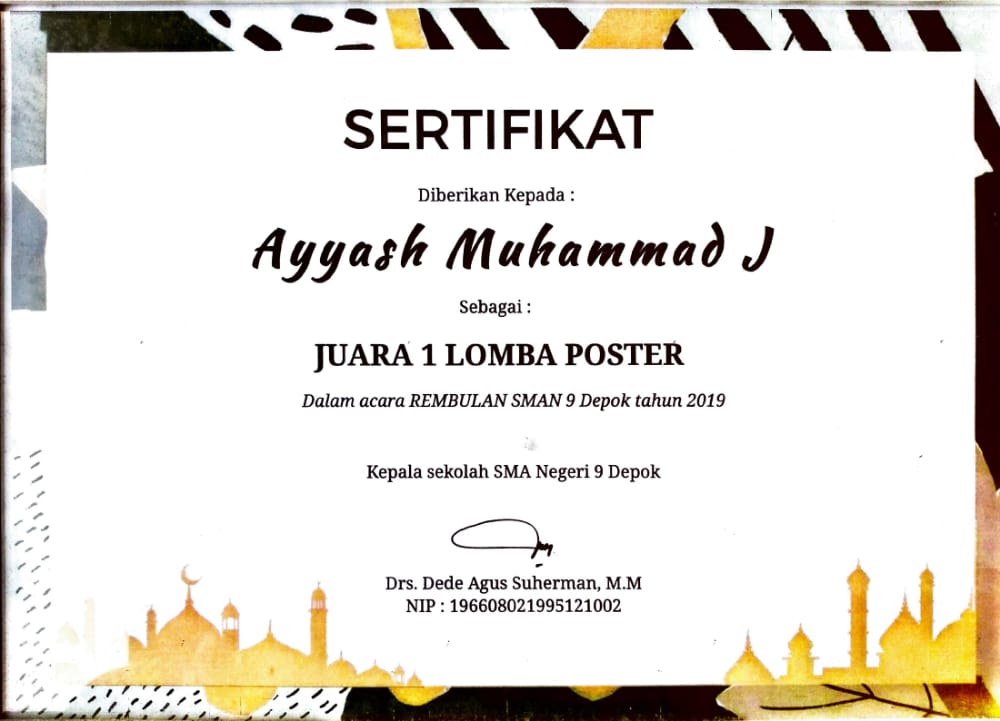 SERTIFIKAT
Diberikan Kepada :
Ayyash Muhammad J
Sebagai :
JUARA 1 LOMBA POSTER
Dalam acara REMBULAN SMAN 9 Depok tahun 2019
Kepala sekolah SMA Negeri 9 Depok
Drs. Dede Agus Suherman, M.M
NIP : 196608021995121002